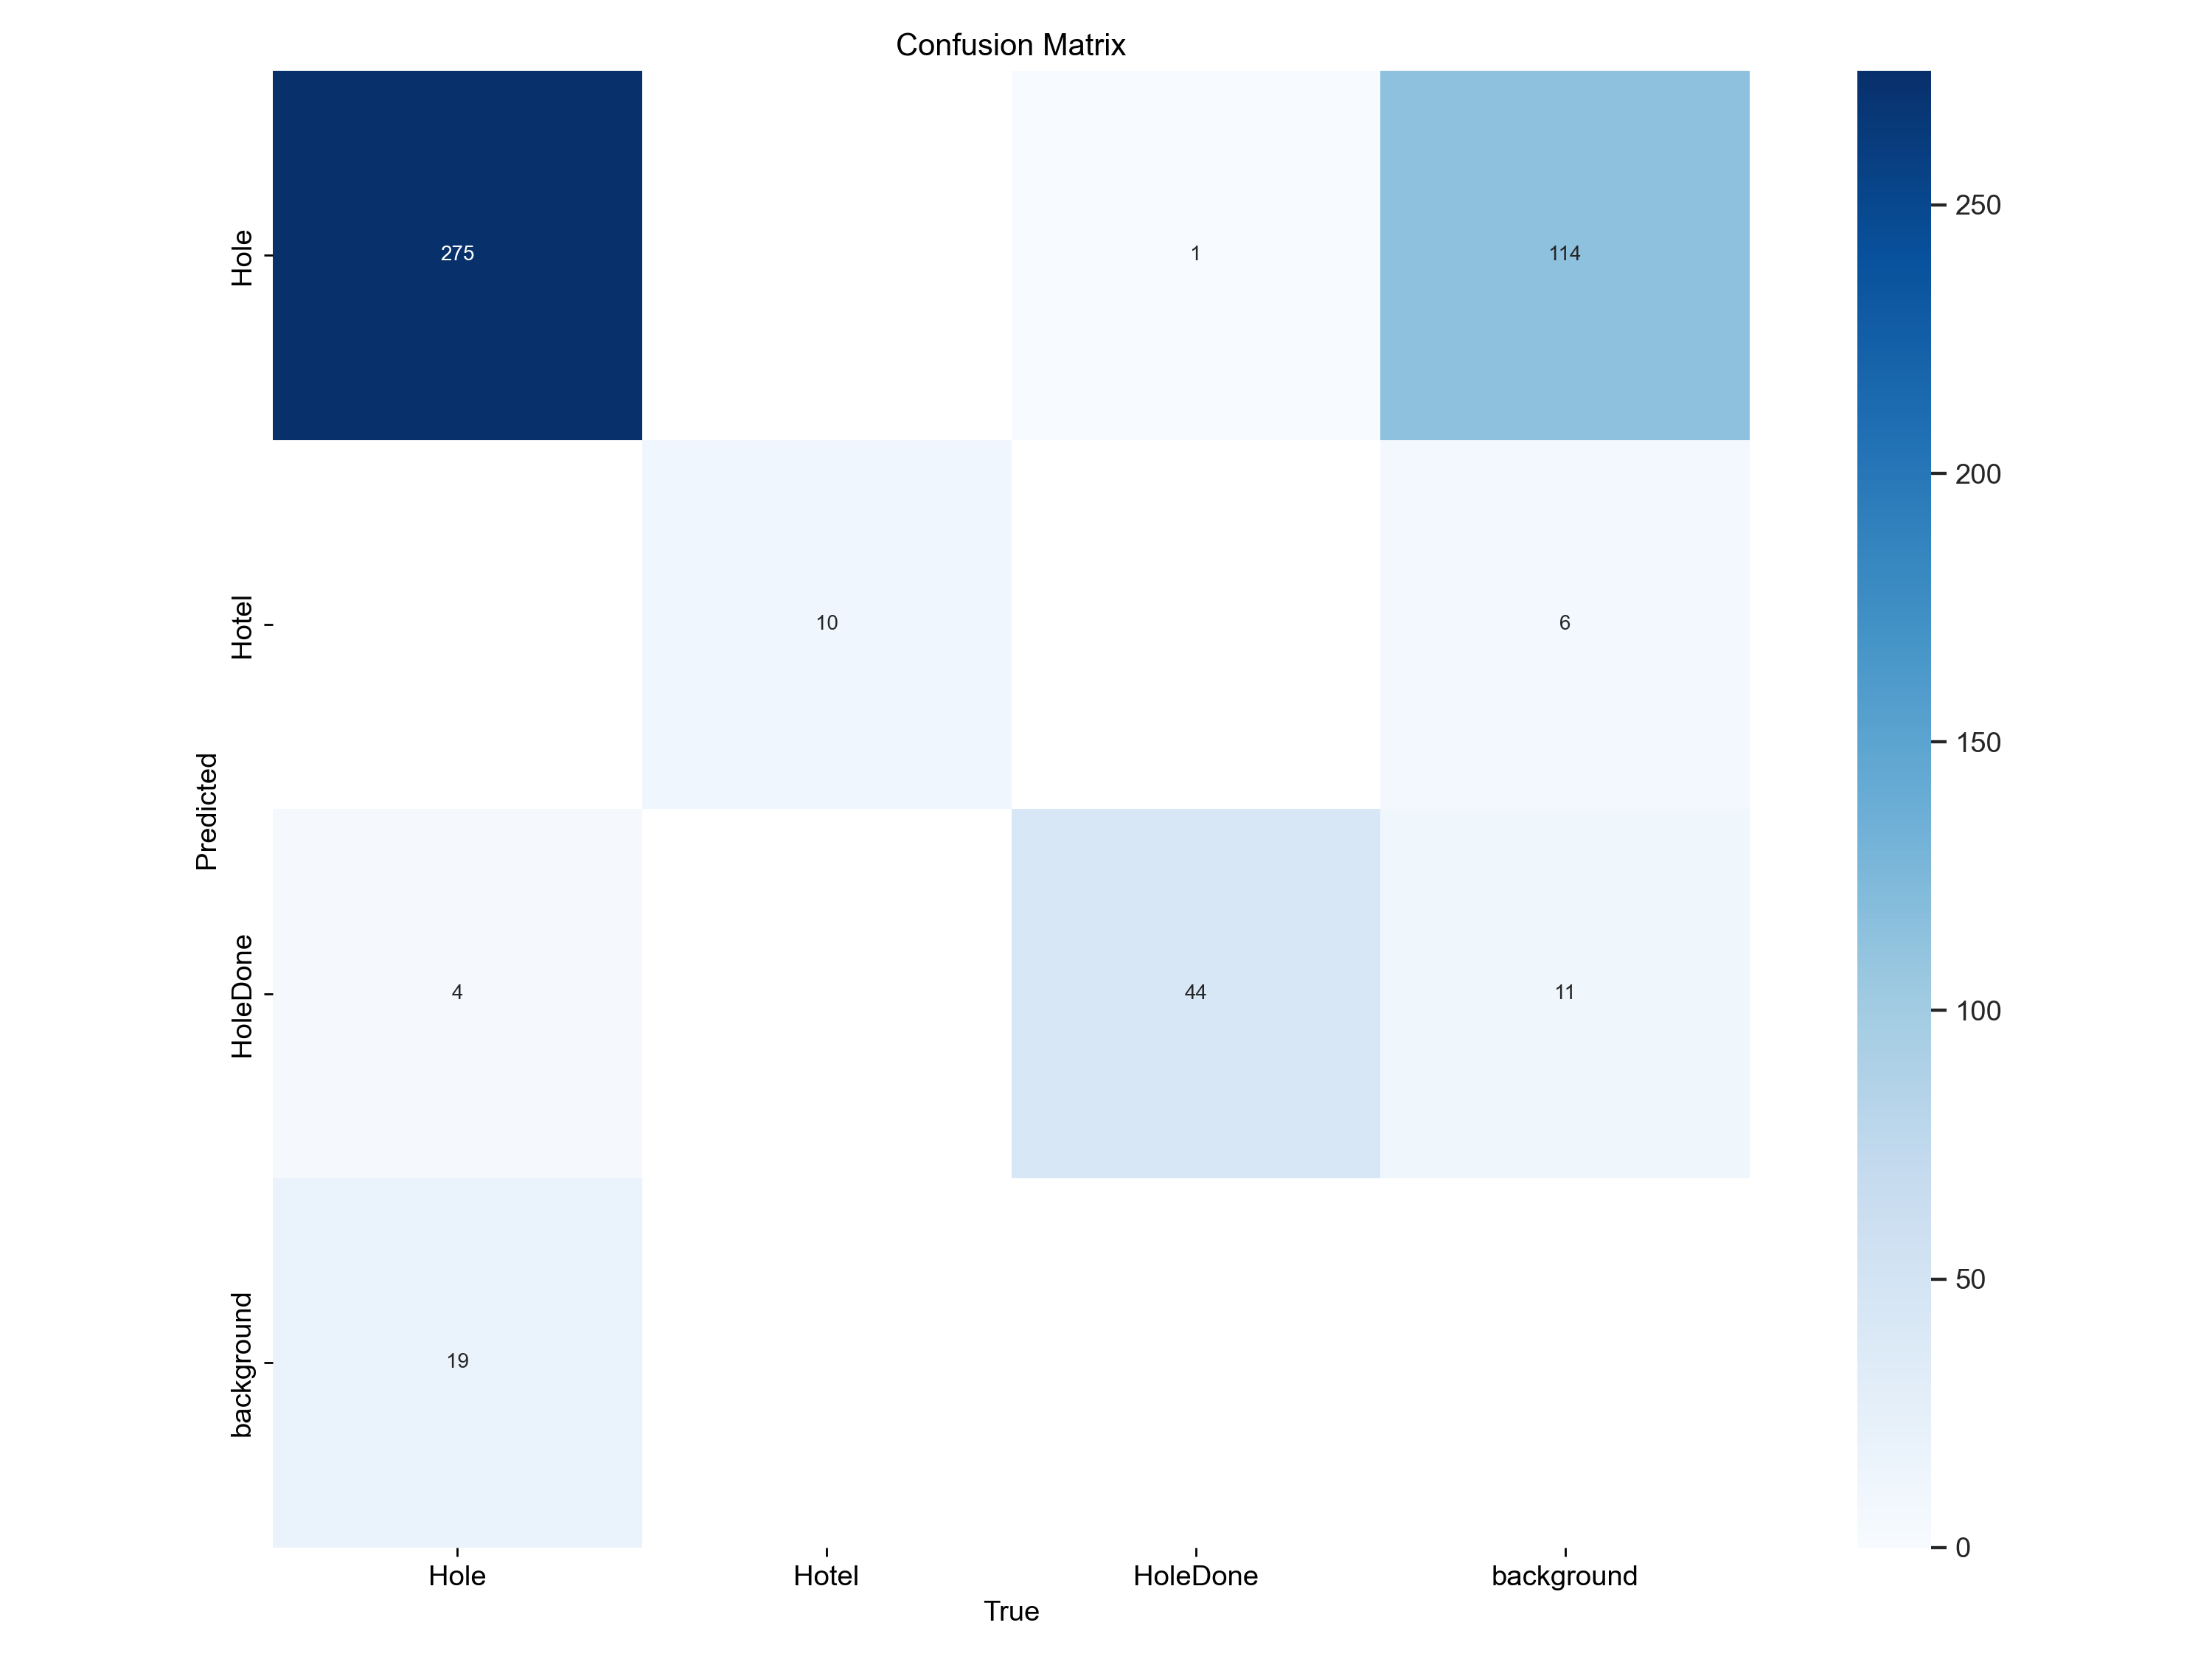 Confusion Matrix
Hole
275
1
114
Hotel
10
6
HoleDone
4
44
11
background
19
Predicted
Hole
Hotel
HoleDone
background
True
250
200
150
100
50
0